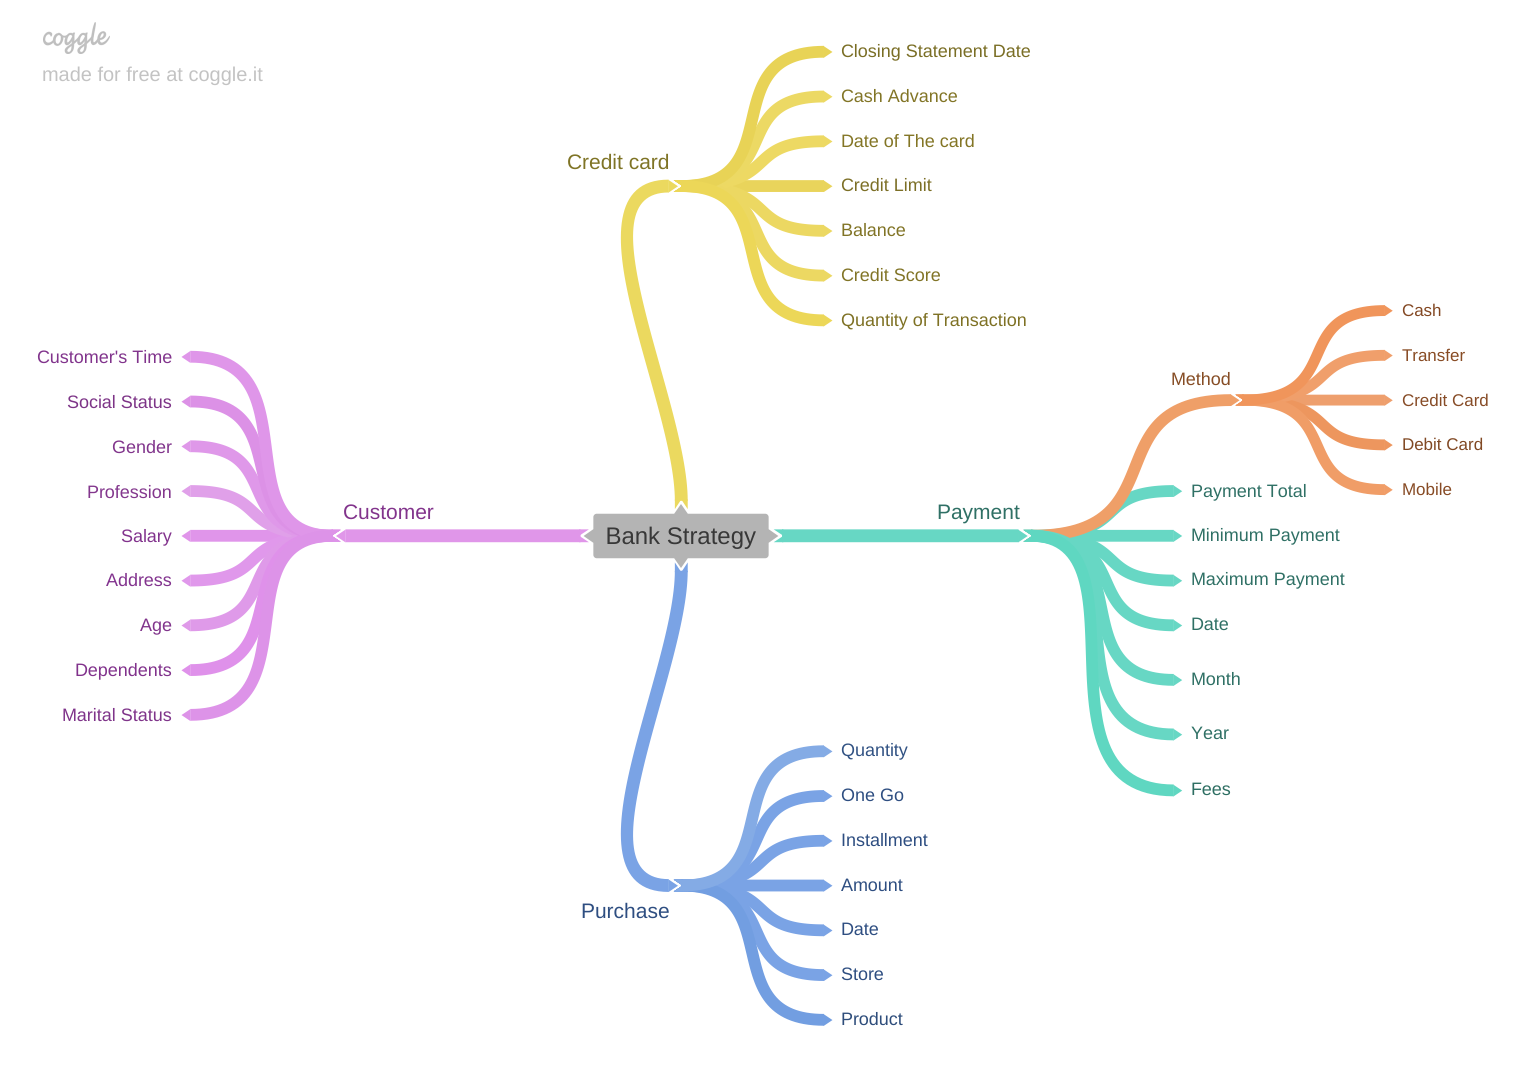 coggle
made for free at coggle.it
Credit card
Closing Statement Date
Cash Advance
Date of The card
Credit Limit
Balance
Credit Score
Quantity of Transaction
Customer
Customer's Time
Social Status
Gender
Profession
Salary
Address
Age
Dependents
Marital Status
Bank Strategy
Payment
Method
Cash
Transfer
Credit Card
Debit Card
Mobile
Payment Total
Minimum Payment
Maximum Payment
Date
Month
Year
Fees
Purchase
Quantity
One Go
Installment
Amount
Date
Store
Product